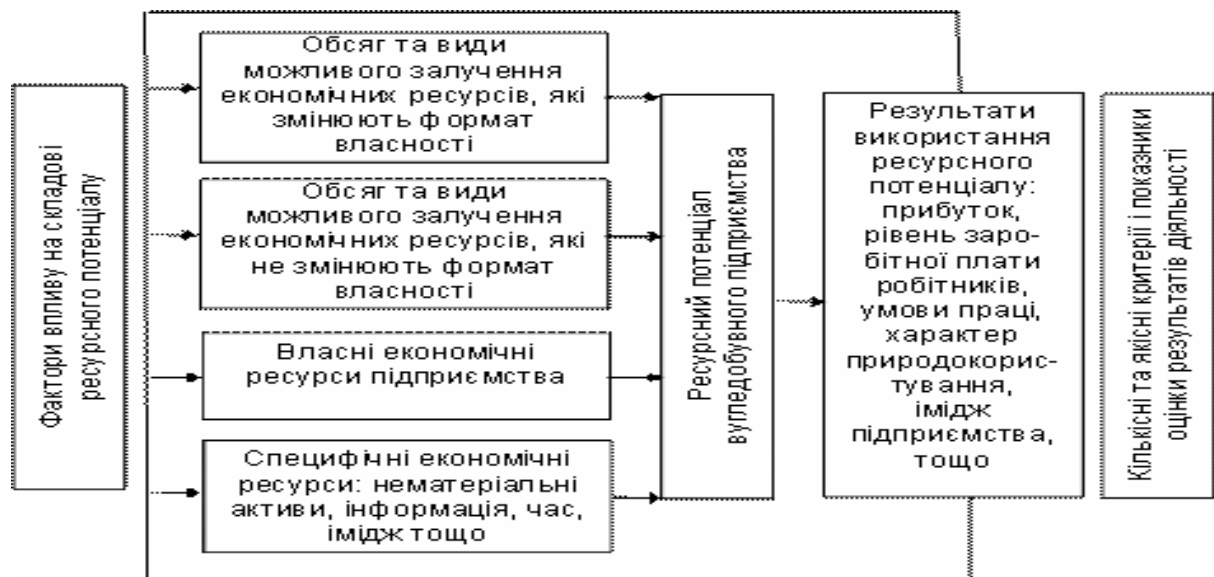 Фактори впливу на складові
ресурсного потенціалу
Обсяг та види
можливого залучення
економічних ресурсів, які
змінюють формат
власності
Обсяг та види
можливого залучення
економічних ресурсів, які
не змінюють формат
власності
Власні економічні
ресурси підприємства
Специфічні економічні
ресурси: нематеріальні
активи, інформація, час,
імідж тощо
Ресурсний потенціал
вугледобувного підприємства
Результати
використання
ресурсного
потенціалу:
прибуток,
рівень заро-
бітної плати
робітників,
умови праці,
характер
природокорис-
тування,
імідж
підприємства,
тощо
Кількісні та якісні критерії і показники
оцінки результатів діяльності